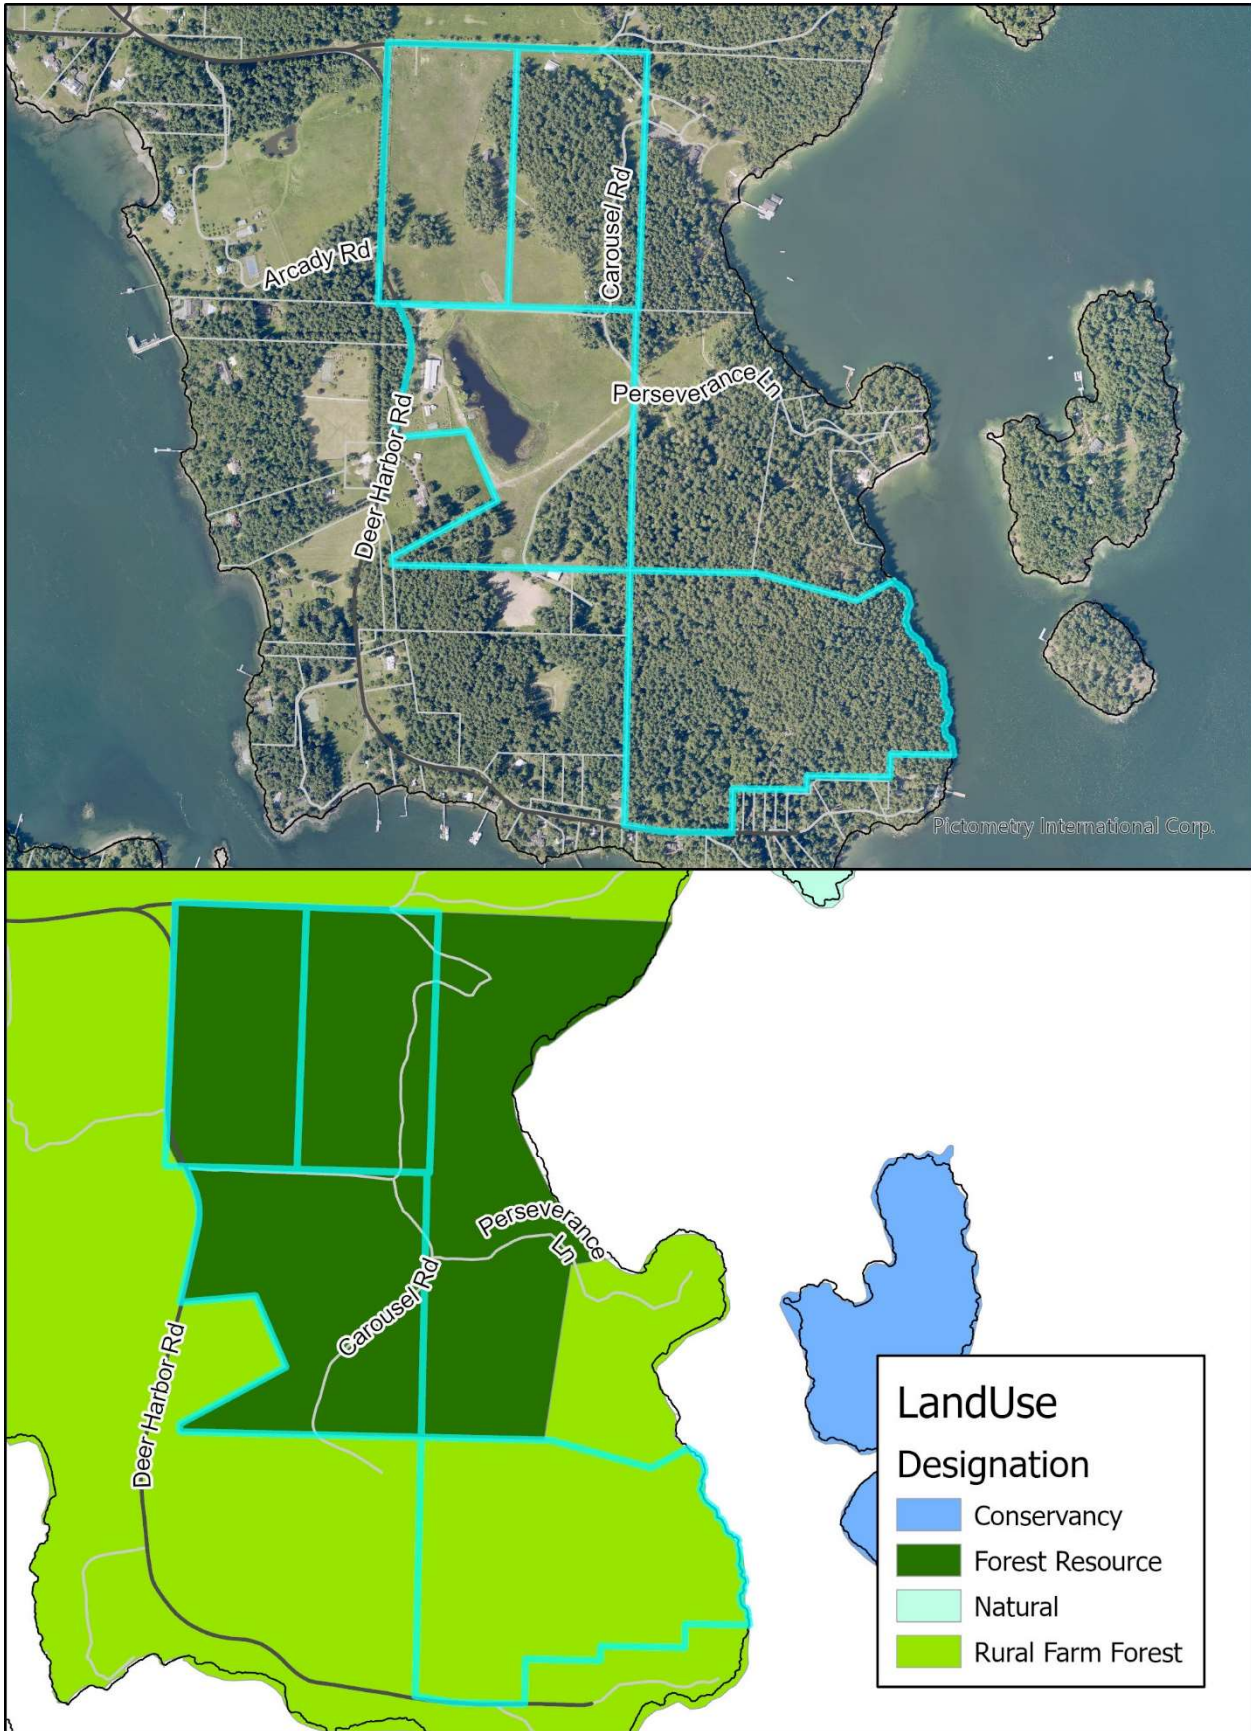 Carousel Rd
Arcady Rd
Perseverance Ln
Deer Harbor Rd
Pictometry International Corp.
Perseverance
Ln
Carousel Rd
Deer Harbor Rd
LandUse
Designation
Conservancy
Forest Resource
Natural
Rural Farm Forest